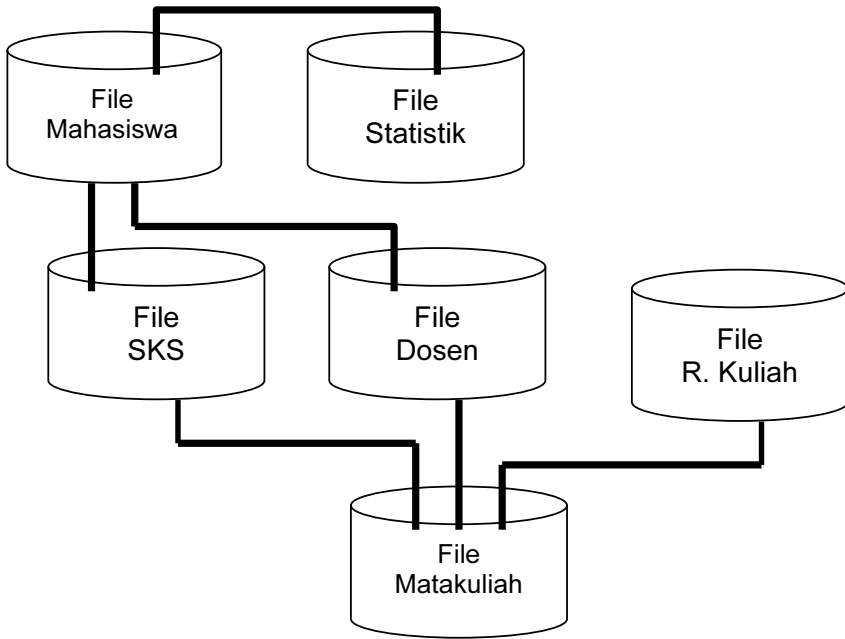 File
Mahasiswa
File
Statistik
File
SKS
File
Dosen
File
R. Kuliah
File
Matakuliah